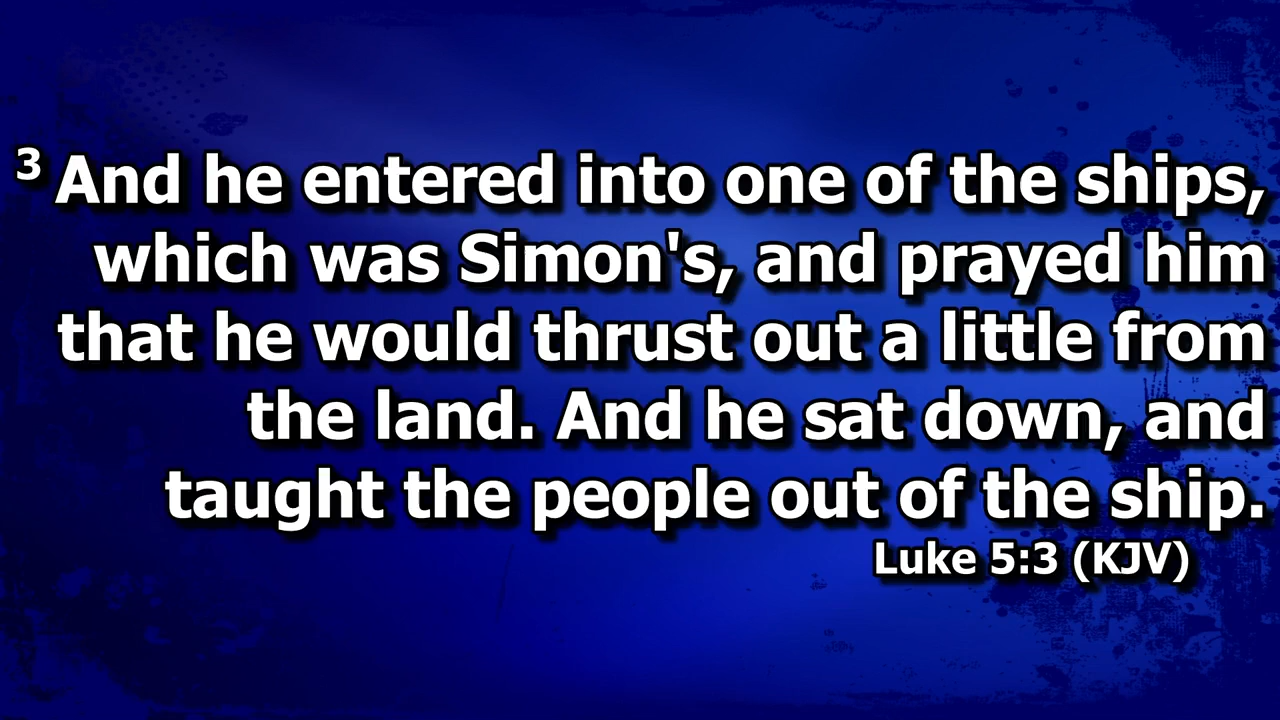 3 And he entered into one of the ships,
which was Simon's, and prayed him
that he would thrust out a little from
the land. And he sat down, and
taught the people out of the ship.
Luke 5:3 (KJV)